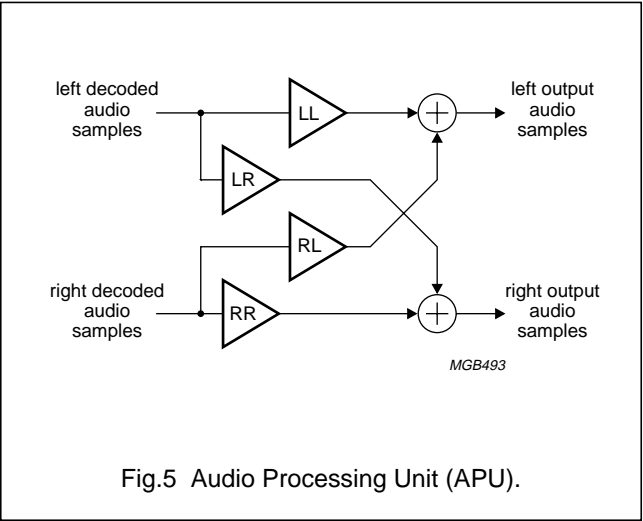 left decoded
audio
samples
LL
left output
audio
samples
LR
RL
right decoded
audio
samples
RR
right output
audio
samples
MGB493
Fig.5 Audio Processing Unit (APU).